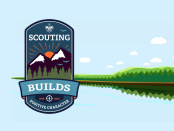 SCOUTING
BUILDS
POSITIVE CHARACTER